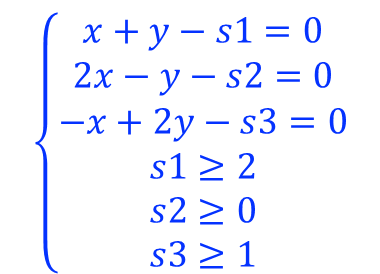 x + y − s1 = 0
2x − y − s2 = 0
−x + 2y − s3 = 0
s1 ≥ 2
s2 ≥ 0
s3 ≥ 1